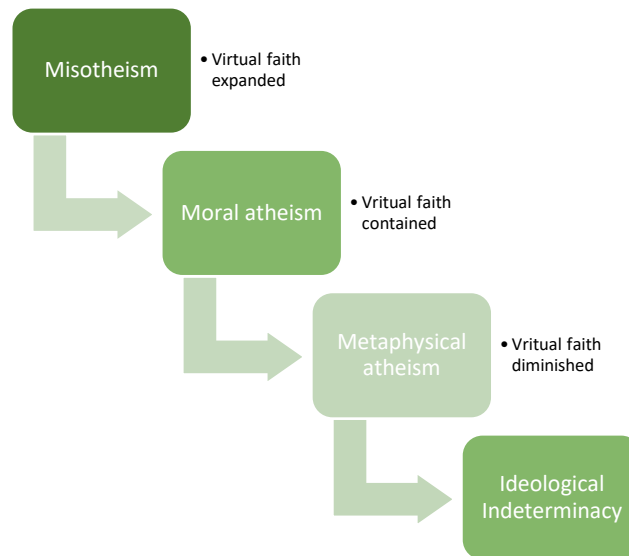 Misotheism
• Virtual faith
expanded
Moral atheism
• Vritual faith
contained
Metaphysical
atheism
• Vritual faith
diminished
Ideological
Indeterminacy